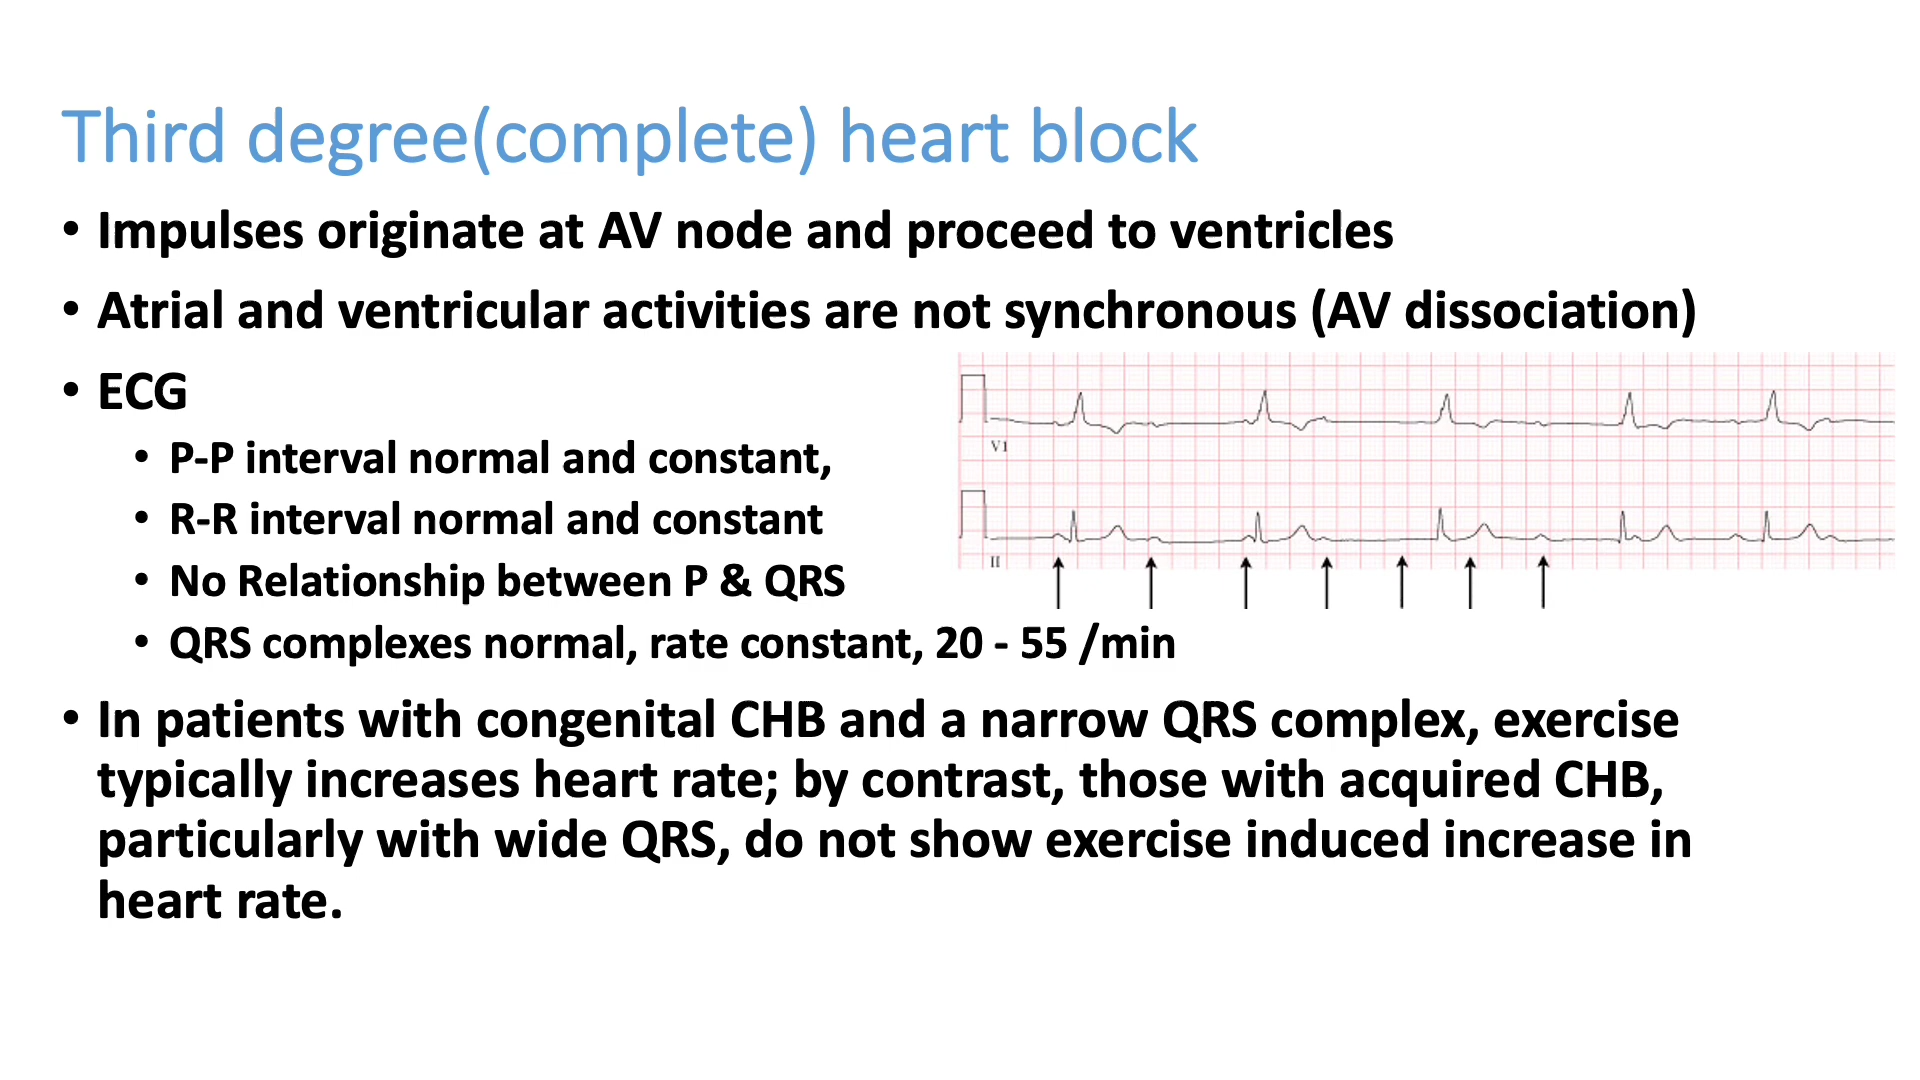 Third degree(complete) heart block
• Impulses originate at AV node and proceed to ventricles
• Atrial and ventricular activities are not synchronous (AV dissociation)
• ECG
• P-P interval normal and constant,
• R-R interval normal and constant
• No Relationship between P & QRS
• QRS complexes normal, rate constant, 20 - 55 /min
V1
II
• In patients with congenital CHB and a narrow QRS complex, exercise
typically increases heart rate; by contrast, those with acquired CHB,
particularly with wide QRS, do not show exercise induced increase in
heart rate.